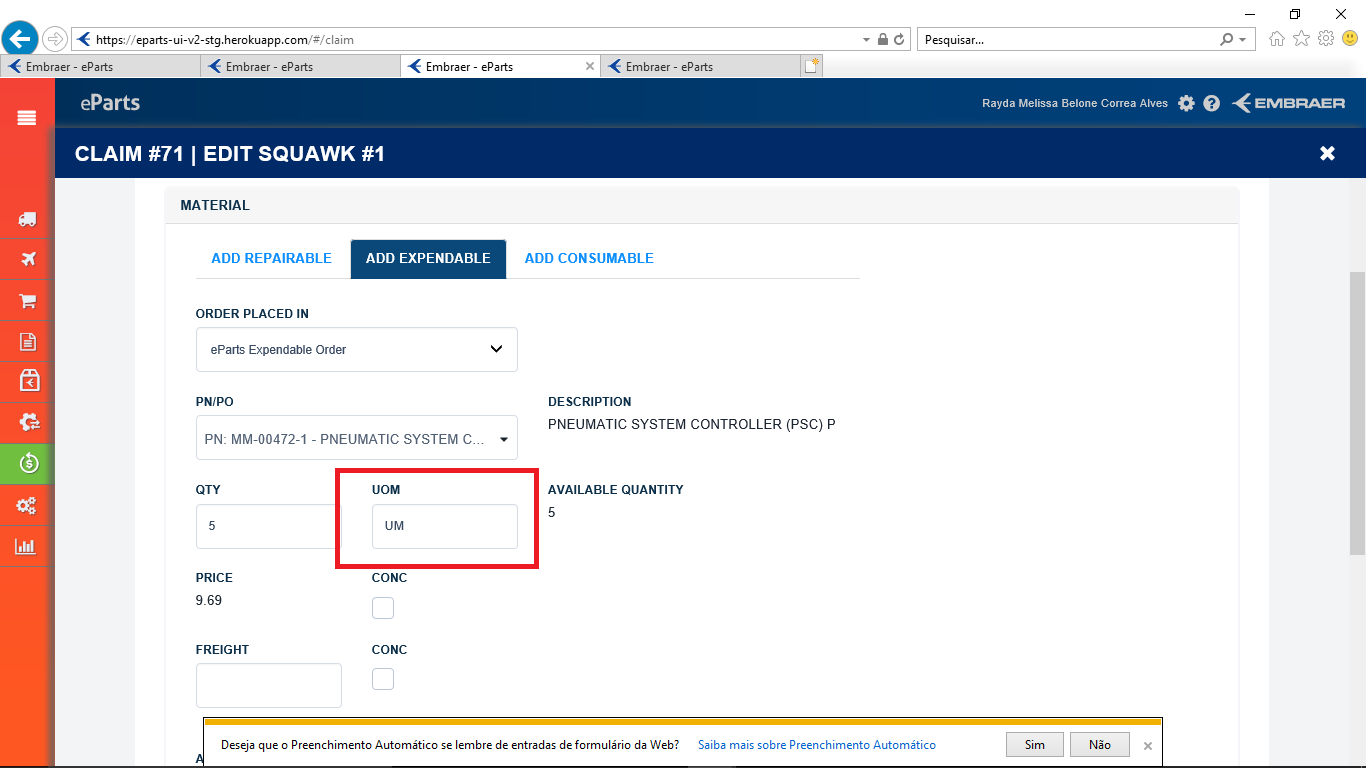 https://eparts-ui-v2-stg.herokuapp.com/#/claim
Pesquisar...
Embraer - eParts
Embraer - eParts
Embraer - eParts
Embraer - eParts
eParts
Rayda Melissa Belone Correa Alves
EMBRAER
CLAIM #71 | EDIT SQUAWK #1
MATERIAL
ADD REPAIRABLE
ADD EXPENDABLE
ADD CONSUMABLE
ORDER PLACED IN
eParts Expendable Order
PN/PO
DESCRIPTION
PN: MM-00472-1 - PNEUMATIC SYSTEM C...
PNEUMATIC SYSTEM CONTROLLER (PSC) P
QTY
UOM
AVAILABLE QUANTITY
5
UM
5
PRICE
CONC
9.69
FREIGHT
CONC
Deseja que o Preenchimento Automático se lembre de entradas de formulário da Web?
Saiba mais sobre Preenchimento Automático
Sim
Não